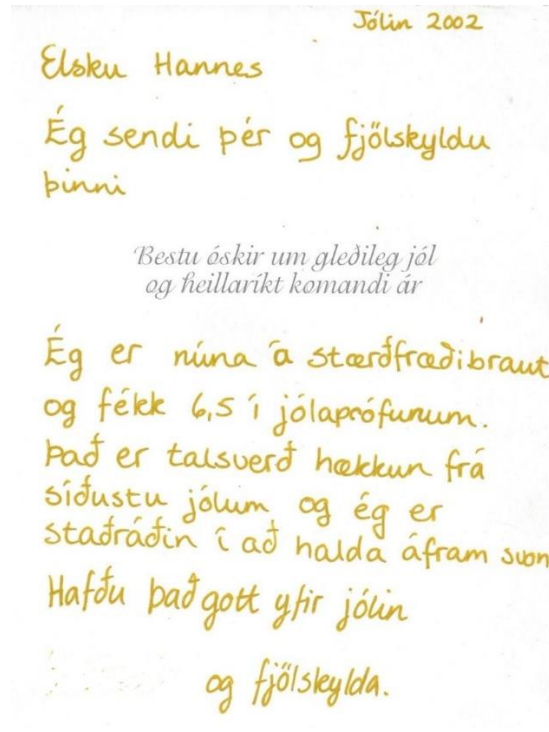 Jólin 2002
Elsku Hannes
Ég sendi þér og fjölskyldu
þinni
Bestu óskir um gleðileg jól
og heillaríkt komandi ár
Ég er núna á stærðfræðibraut
og fékk 6,5 í jólaprófunum.
Það er talsverð hækkun frá
síðustu jólum og ég er
staðráðin í að halda áfram svona
Hafðu það gott yfir jólin
og fjölskylda.